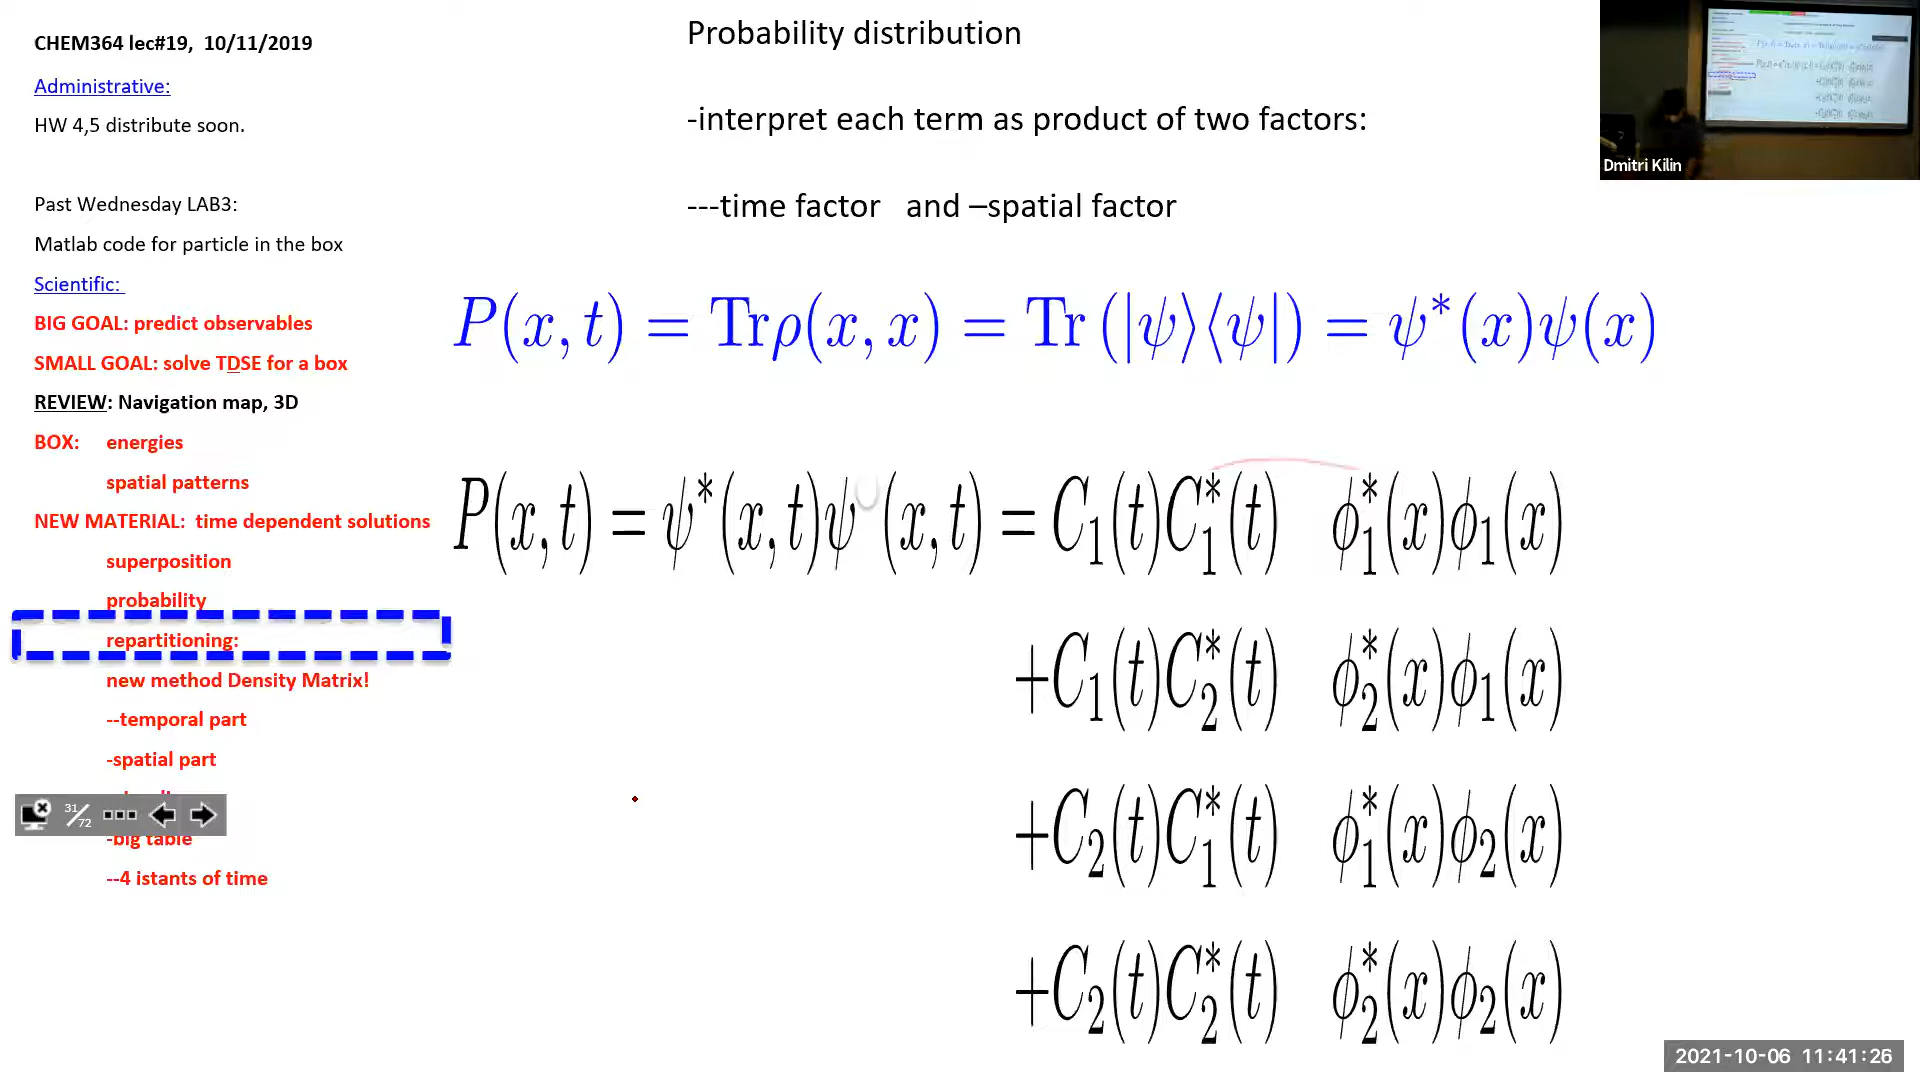 CHEM364 lec#19, 10/11/2019
Administrative:
HW 4,5 distribute soon.
Past Wednesday LAB3:
Matlab code for particle in the box
Scientific:
BIG GOAL: predict observables
SMALL GOAL: solve TDSE for a box
REVIEW: Navigation map, 3D
BOX: energies
spatial patterns
NEW MATERIAL: time dependent solutions
superposition
probability
repartitioning:
new method Density Matrix!
--temporal part
-spatial part
31/72
-big table
--4 istants of time
Probability distribution
-interpret each term as product of two factors:
---time factor and –spatial factor
P(x, t) = Trρ(x, x) = Tr (|ψ⟩⟨ψ|) = ψ*(x)ψ(x)
P(x,t) = ψ*(x,t)ψ (x,t) = C₁(t)C₁*(t) ϕ₁*(x)ϕ₁(x)
+C₁(t)C₂*(t) ϕ₂*(x)ϕ₁(x)
+C₂(t)C₁*(t) ϕ₁*(x)ϕ₂(x)
+C₂(t)C₂*(t) ϕ₂*(x)ϕ₂(x)
Dmitri Kilin
2021-10-06 11:41:26